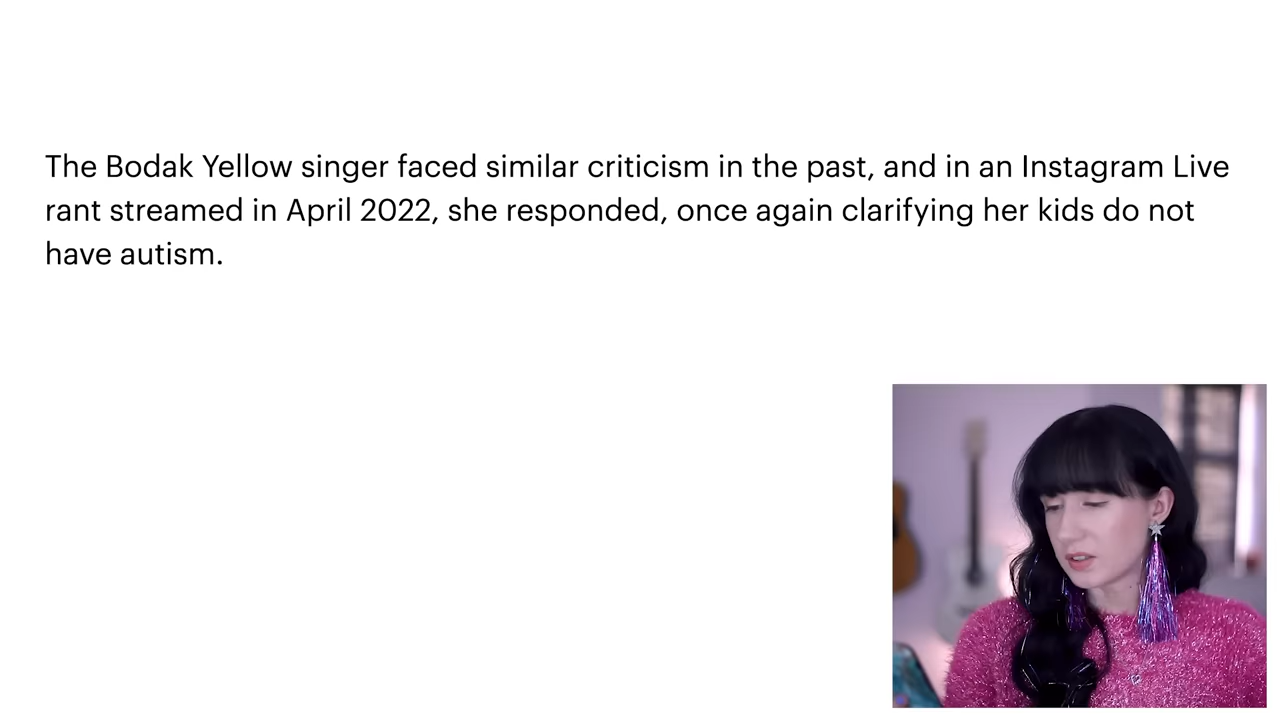 The Bodak Yellow singer faced similar criticism in the past, and in an Instagram Live
rant streamed in April 2022, she responded, once again clarifying her kids do not
have autism.